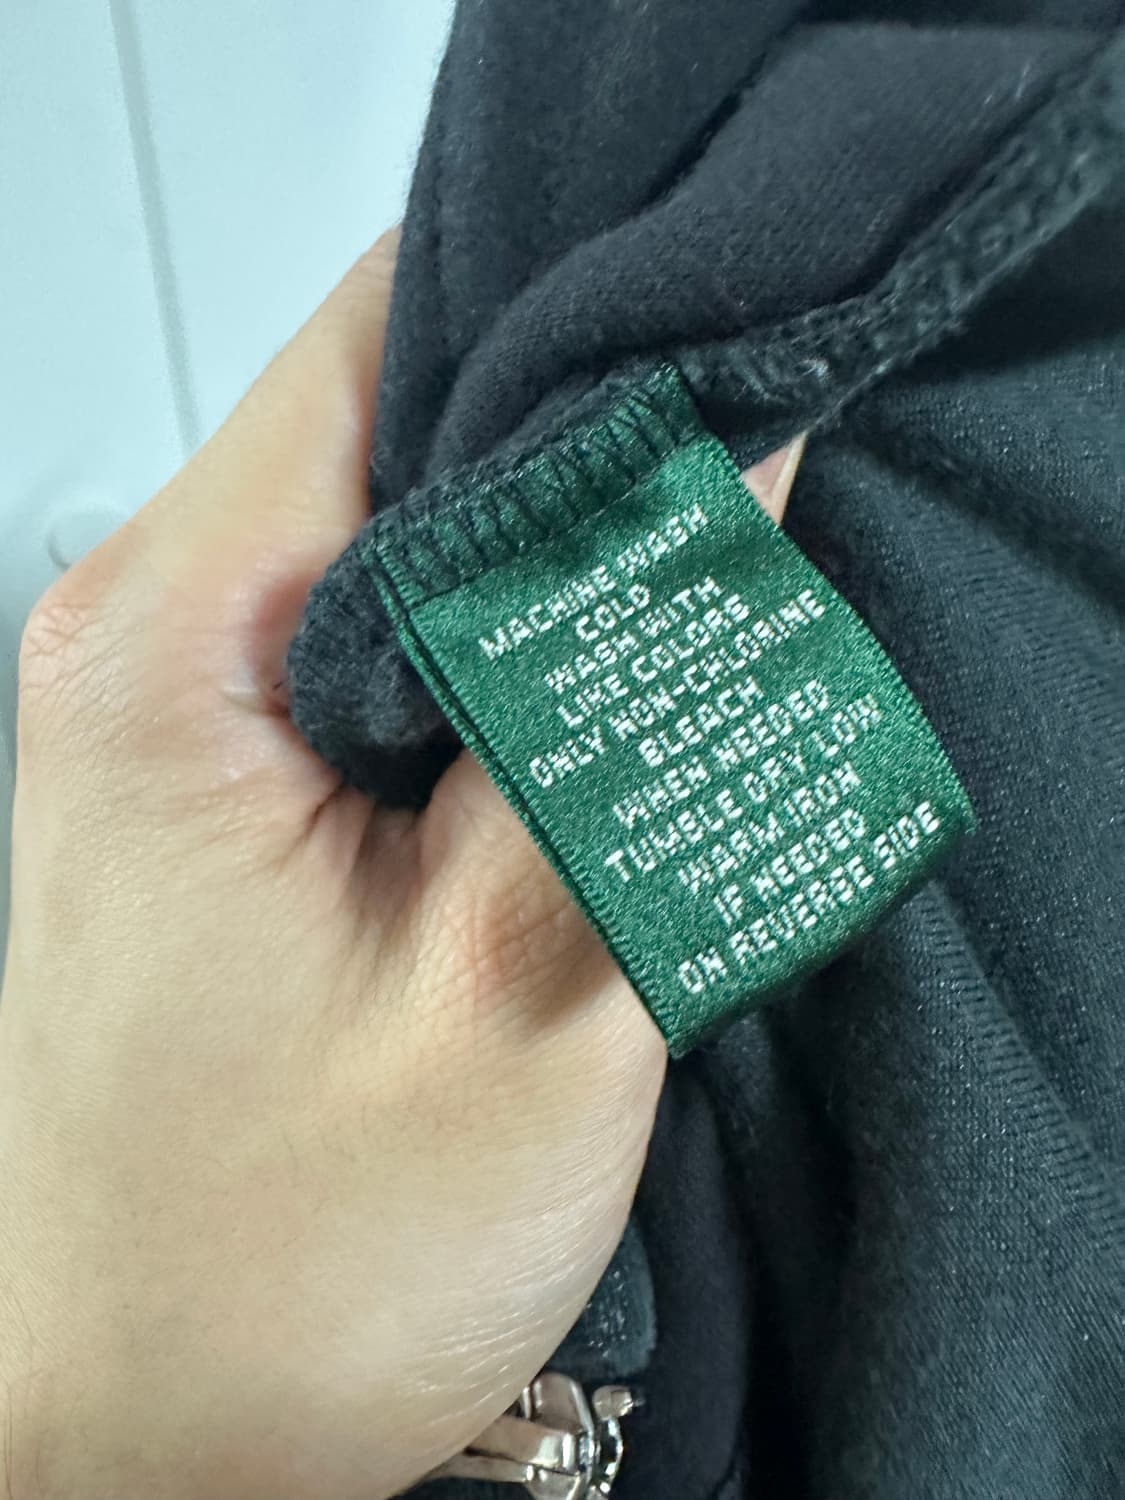 MACHINE WASH
COLD
WASH WITH
LIKE COLORS
ONLY NON-CHLORINE
BLEACH
WHEN NEEDED
TUMBLE DRY LOW
WARM IRON
IF NEEDED
ON REVERSE SIDE